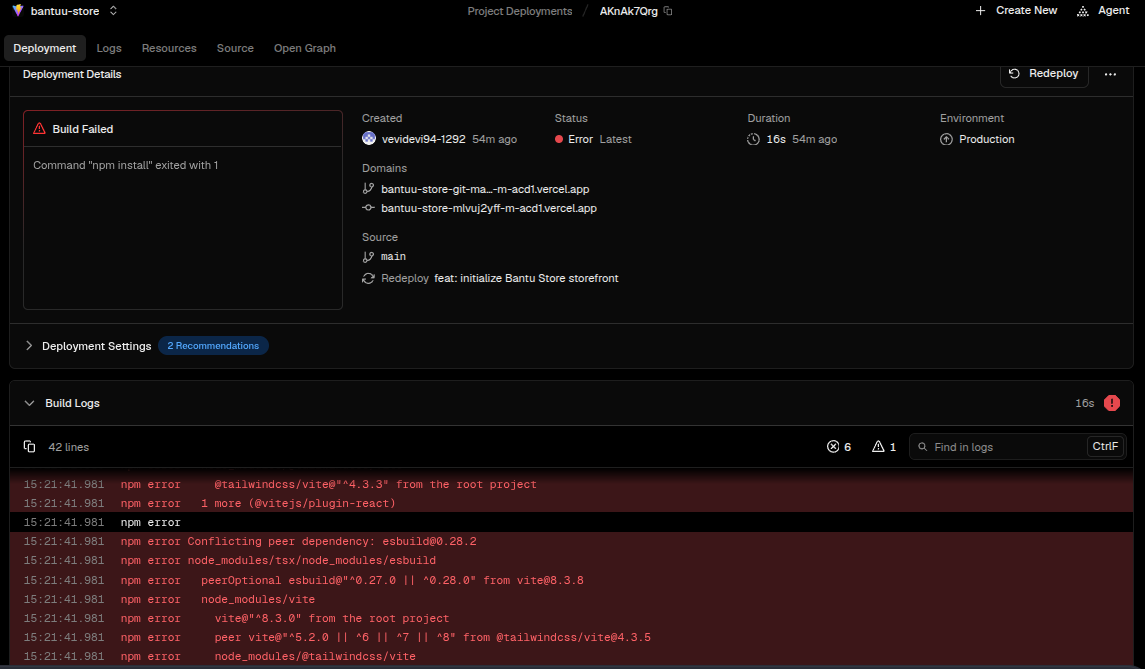 bantuu-store
Project Deployments / AKnAk7Qrg
Create New
Agent
Deployment
Logs
Resources
Source
Open Graph
Deployment Details
Redeploy
Build Failed
Command "npm install" exited with 1
Created
vevidevi94-1292 54m ago
Status
Error Latest
Duration
16s 54m ago
Environment
Production
Domains
bantuu-store-git-ma...-m-acd1.vercel.app
bantuu-store-mlvuj2yff-m-acd1.vercel.app
Source
main
Redeploy feat: initialize Bantu Store storefront
Deployment Settings 2 Recommendations
Build Logs
16s
42 lines
6
1
Find in logs
CtrlF
15:21:41.981 npm error @tailwindcss/vite@"^4.3.3" from the root project
15:21:41.981 npm error 1 more (@vitejs/plugin-react)
15:21:41.981 npm error
15:21:41.981 npm error Conflicting peer dependency: esbuild@0.28.2
15:21:41.981 npm error node_modules/tsx/node_modules/esbuild
15:21:41.981 npm error peerOptional esbuild@"^0.27.0 || ^0.28.0" from vite@8.3.8
15:21:41.981 npm error node_modules/vite
15:21:41.981 npm error vite@"^8.3.0" from the root project
15:21:41.981 npm error peer vite@"^5.2.0 || ^6 || ^7 || ^8" from @tailwindcss/vite@4.3.5
15:21:41.981 npm error node_modules/@tailwindcss/vite